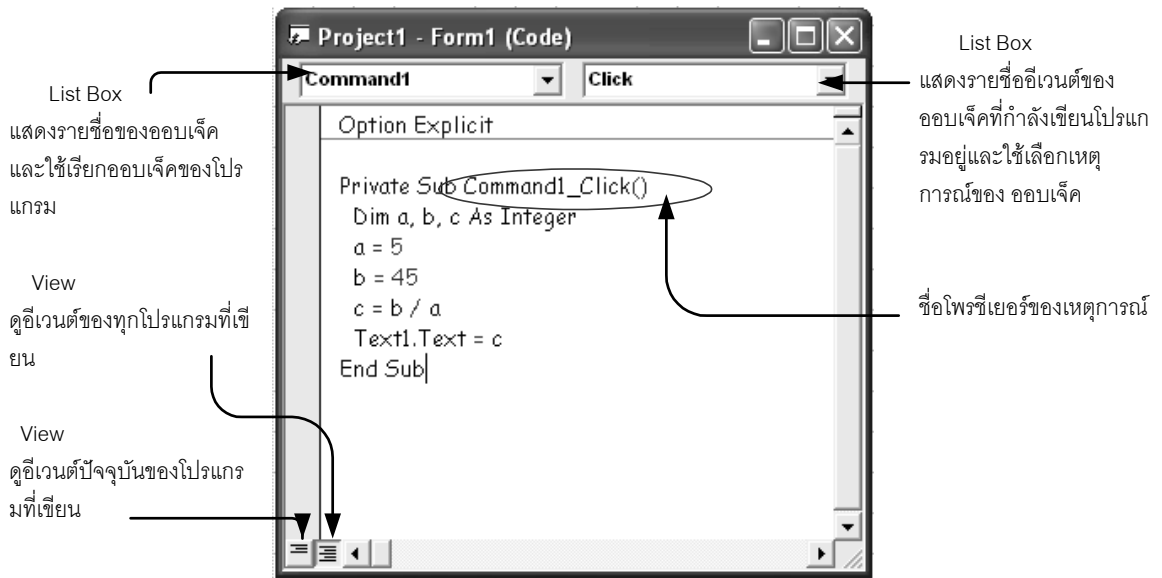 Project1 - Form1 (Code)
Command1
Click
Option Explicit
Private Sub Command1_Click()
Dim a, b, c As Integer
a = 5
b = 45
c = b / a
Text1.Text = c
End Sub
List Box
แสดงรายชื่อของออบเจ็ค
และใช้เรียกออบเจ็คของโปร
แกรม
View
ดูอีเวนต์ของทุกโปรแกรมที่เขี
ยน
View
ดูอีเวนต์ปัจจุบันของโปรแกร
มที่เขียน
List Box
แสดงรายชื่ออีเวนต์ของ
ออบเจ็คที่กำลังเขียนโปรแก
รมอยู่และใช้เลือกเหตุ
การณ์ของ ออบเจ็ค
ชื่อโพรซีเยอร์ของเหตุการณ์